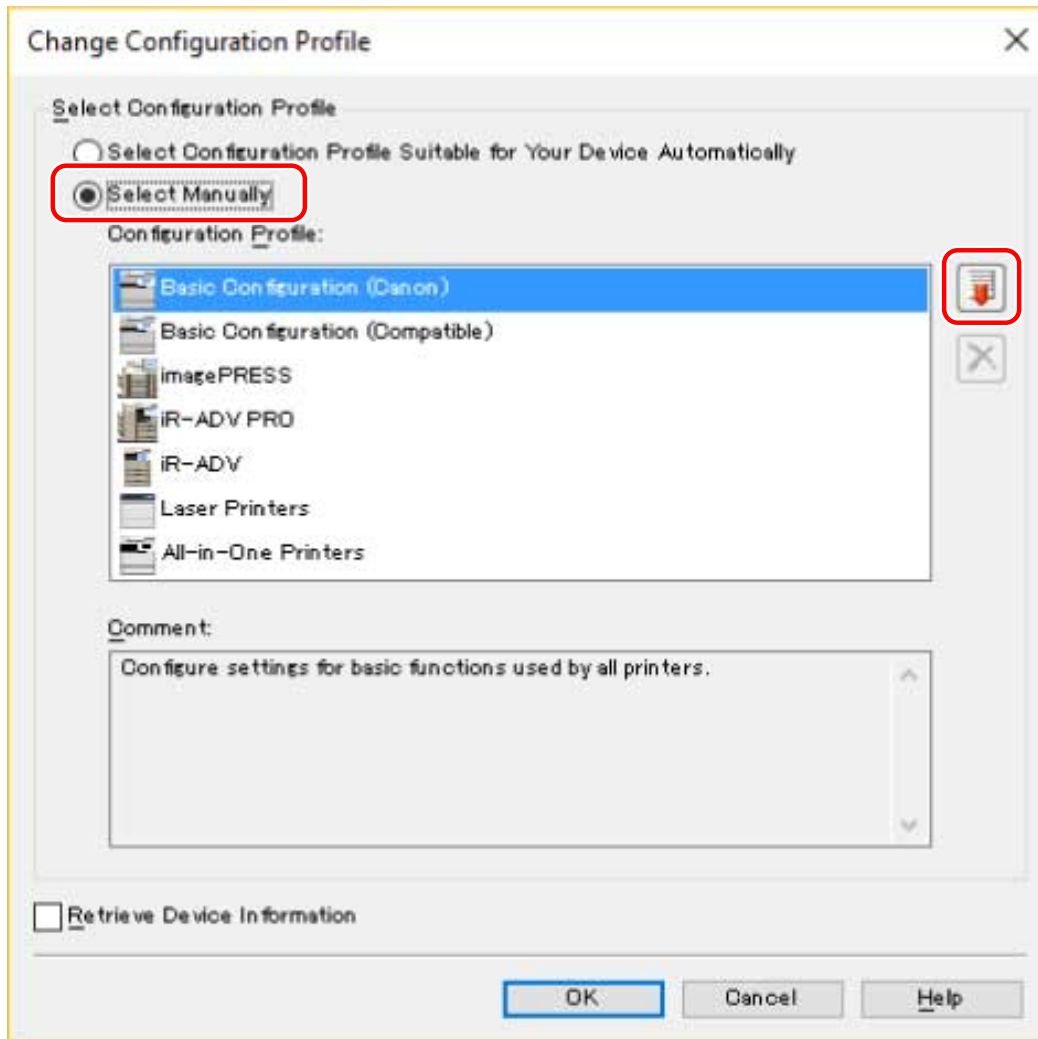 Change Configuration Profile
Select Configuration Profile
Select Configuration Profile Suitable for Your Device Automatically
Select Manually
Configuration Profile:
Basic Configuration (Canon)
Basic Configuration (Compatible)
imagePRESS
iR-ADV PRO
iR-ADV
Laser Printers
All-in-One Printers
Comment:
Configure settings for basic functions used by all printers.
Retrieve Device Information
OK Cancel Help